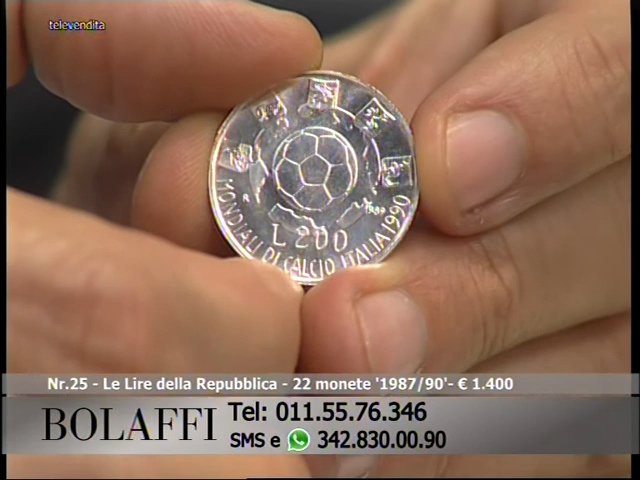 televendita
R
1989
L.200
MONDIALI DI CALCIO ITALIA 1990
Nr.25 - Le Lire della Repubblica - 22 monete '1987/90'- € 1.400
BOLAFFI
Tel: 011.55.76.346
SMS e 342.830.00.90